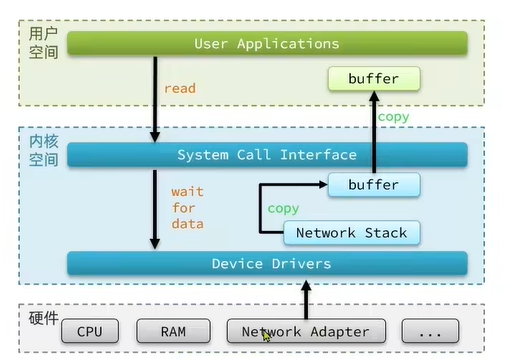 用户
空间
User Applications
buffer
read
copy
内核
空间
System Call Interface
wait
for
data
buffer
copy
Network Stack
Device Drivers
硬件
CPU
RAM
Network Adapter
...